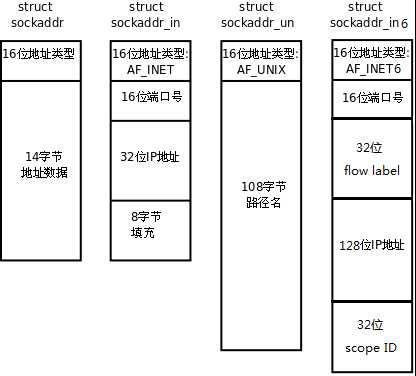 struct
sockaddr
struct
sockaddr_in
struct
sockaddr_un
struct
sockaddr_in6
16位地址类型
14字节
地址数据
16位地址类型:
AF_INET
16位端口号
32位IP地址
8字节
填充
16位地址类型:
AF_UNIX
108字节
路径名
16位地址类型:
AF_INET6
16位端口号
32位
flow label
128位IP地址
32位
scope ID